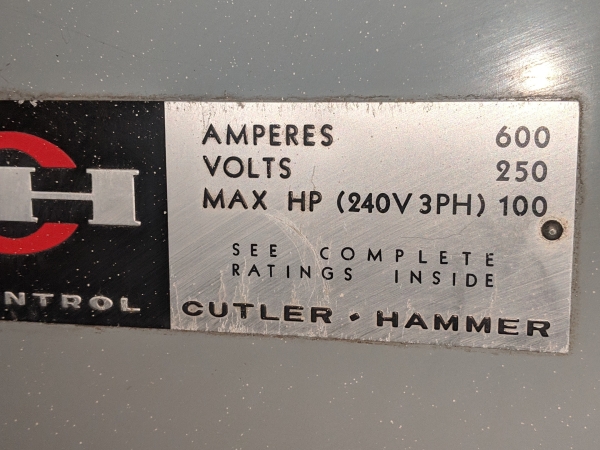 AMPERES 600
VOLTS 250
MAX HP (240V 3PH) 100
SEE COMPLETE
RATINGS INSIDE
H
NTROL
CUTLER • HAMMER